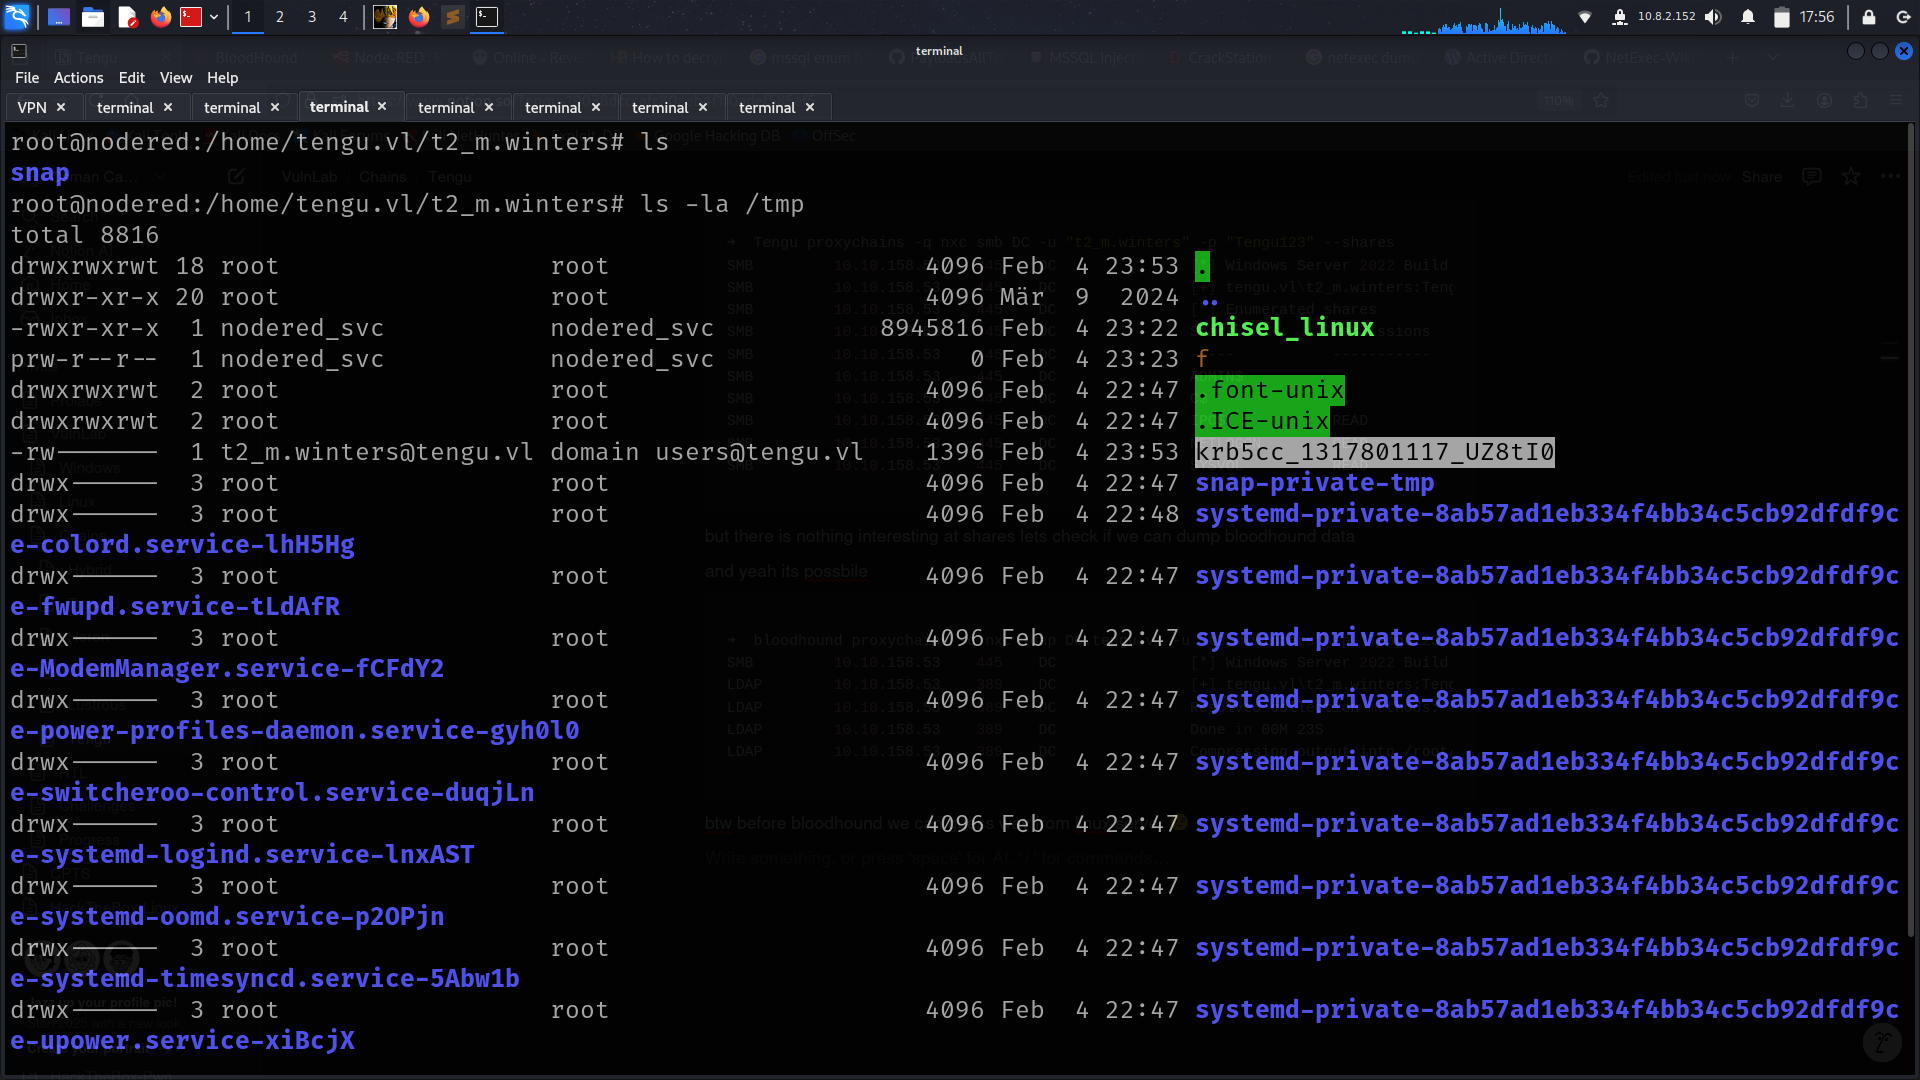 1 2 3 4
10.8.2.152 17:56
terminal
File Actions Edit View Help
VPN × terminal × terminal × terminal × terminal × terminal × terminal × terminal ×
root@nodered:/home/tengu.vl/t2_m.winters# ls
snap
root@nodered:/home/tengu.vl/t2_m.winters# ls -la /tmp
total 8816
drwxrwxrwt 18 root root 4096 Feb 4 23:53 .
drwxr-xr-x 20 root root 4096 Mär 9 2024 ..
-rwxr-xr-x 1 nodered_svc nodered_svc 8945816 Feb 4 23:22 chisel_linux
prw-r--r-- 1 nodered_svc nodered_svc 0 Feb 4 23:23 f
drwxrwxrwt 2 root root 4096 Feb 4 22:47 .font-unix
drwxrwxrwt 2 root root 4096 Feb 4 22:47 .ICE-unix
-rw------- 1 t2_m.winters@tengu.vl domain users@tengu.vl 1396 Feb 4 23:53 krb5cc_1317801117_UZ8tI0
drwx------ 3 root root 4096 Feb 4 22:47 snap-private-tmp
drwx------ 3 root root 4096 Feb 4 22:48 systemd-private-8ab57ad1eb334f4bb34c5cb92dfdf9c
e-colord.service-lhH5Hg
drwx------ 3 root root 4096 Feb 4 22:47 systemd-private-8ab57ad1eb334f4bb34c5cb92dfdf9c
e-fwupd.service-tLdAfR
drwx------ 3 root root 4096 Feb 4 22:47 systemd-private-8ab57ad1eb334f4bb34c5cb92dfdf9c
e-ModemManager.service-fCFdY2
drwx------ 3 root root 4096 Feb 4 22:47 systemd-private-8ab57ad1eb334f4bb34c5cb92dfdf9c
e-power-profiles-daemon.service-gyh0l0
drwx------ 3 root root 4096 Feb 4 22:47 systemd-private-8ab57ad1eb334f4bb34c5cb92dfdf9c
e-switcheroo-control.service-duqjLn
drwx------ 3 root root 4096 Feb 4 22:47 systemd-private-8ab57ad1eb334f4bb34c5cb92dfdf9c
e-systemd-logind.service-lnxAST
drwx------ 3 root root 4096 Feb 4 22:47 systemd-private-8ab57ad1eb334f4bb34c5cb92dfdf9c
e-systemd-oomd.service-p2OPjn
drwx------ 3 root root 4096 Feb 4 22:47 systemd-private-8ab57ad1eb334f4bb34c5cb92dfdf9c
e-systemd-timesyncd.service-5Abw1b
drwx------ 3 root root 4096 Feb 4 22:47 systemd-private-8ab57ad1eb334f4bb34c5cb92dfdf9c
e-upower.service-xiBcjX